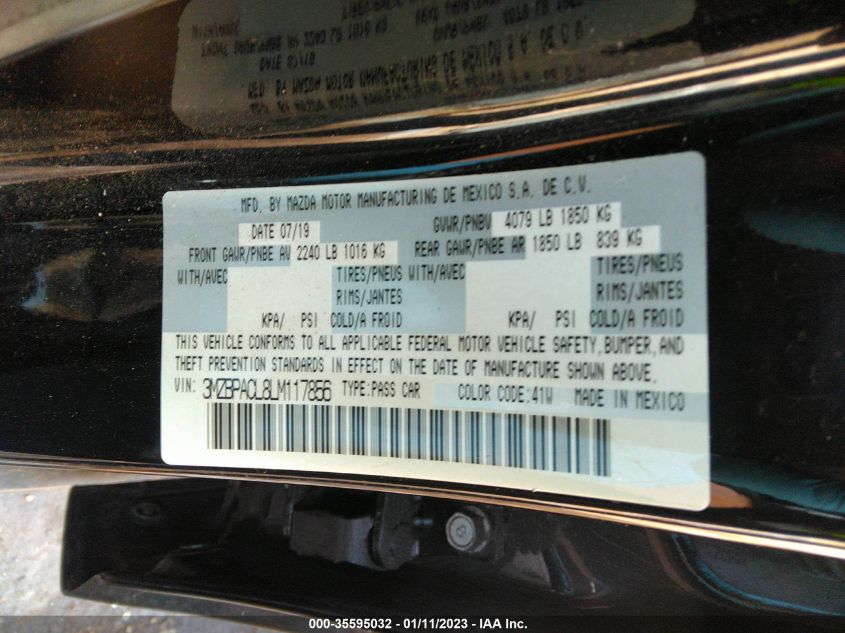 MFD. BY MAZDA MOTOR MANUFACTURING DE MEXICO S.A. DE C.V.
DATE 07/19 GVWR/PNBV 4079 LB 1850 KG
FRONT GAWR/PNBE AV 2240 LB 1016 KG REAR GAWR/PNBE AR 1850 LB 839 KG
WITH/AVEC TIRES/PNEUS WITH/AVEC TIRES/PNEUS
RIMS/JANTES RIMS/JANTES
KPA/ PSI COLD/A FROID KPA/ PSI COLD/A FROID
THIS VEHICLE CONFORMS TO ALL APPLICABLE FEDERAL MOTOR VEHICLE SAFETY, BUMPER, AND
THEFT PREVENTION STANDARDS IN EFFECT ON THE DATE OF MANUFACTURE SHOWN ABOVE.
VIN: 3MZBPACL8LM117856 TYPE:PASS CAR COLOR CODE:41W MADE IN MEXICO
000-35595032 - 01/11/2023 - IAA Inc.